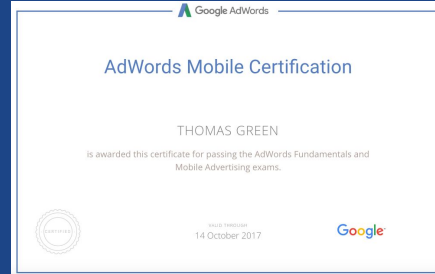 Google AdWords
AdWords Mobile Certification
THOMAS GREEN
is awarded this certificate for passing the AdWords Fundamentals and
Mobile Advertising exams.
CERTIFIED
VALID THROUGH
14 October 2017
Google